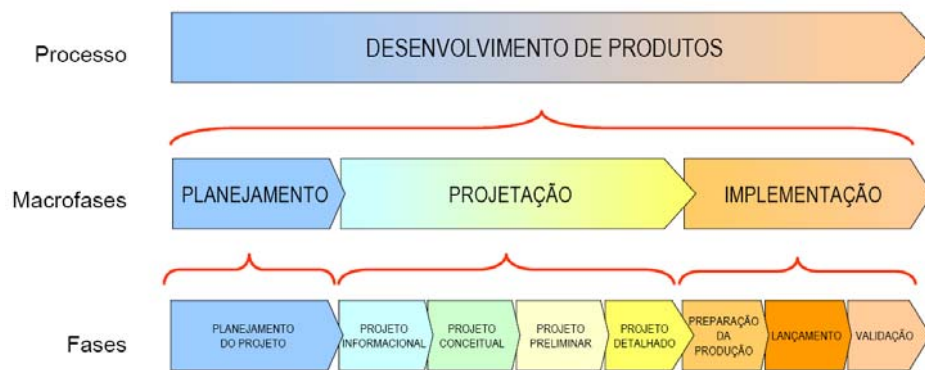 Processo
DESENVOLVIMENTO DE PRODUTOS
Macrofases
PLANEJAMENTO
PROJETAÇÃO
IMPLEMENTAÇÃO
Fases
PLANEJAMENTO
DO PROJETO
PROJETO
INFORMACIONAL
PROJETO
CONCEITUAL
PROJETO
PRELIMINAR
PROJETO
DETALHADO
PREPARAÇÃO
DA
PRODUÇÃO
LANÇAMENTO
VALIDAÇÃO